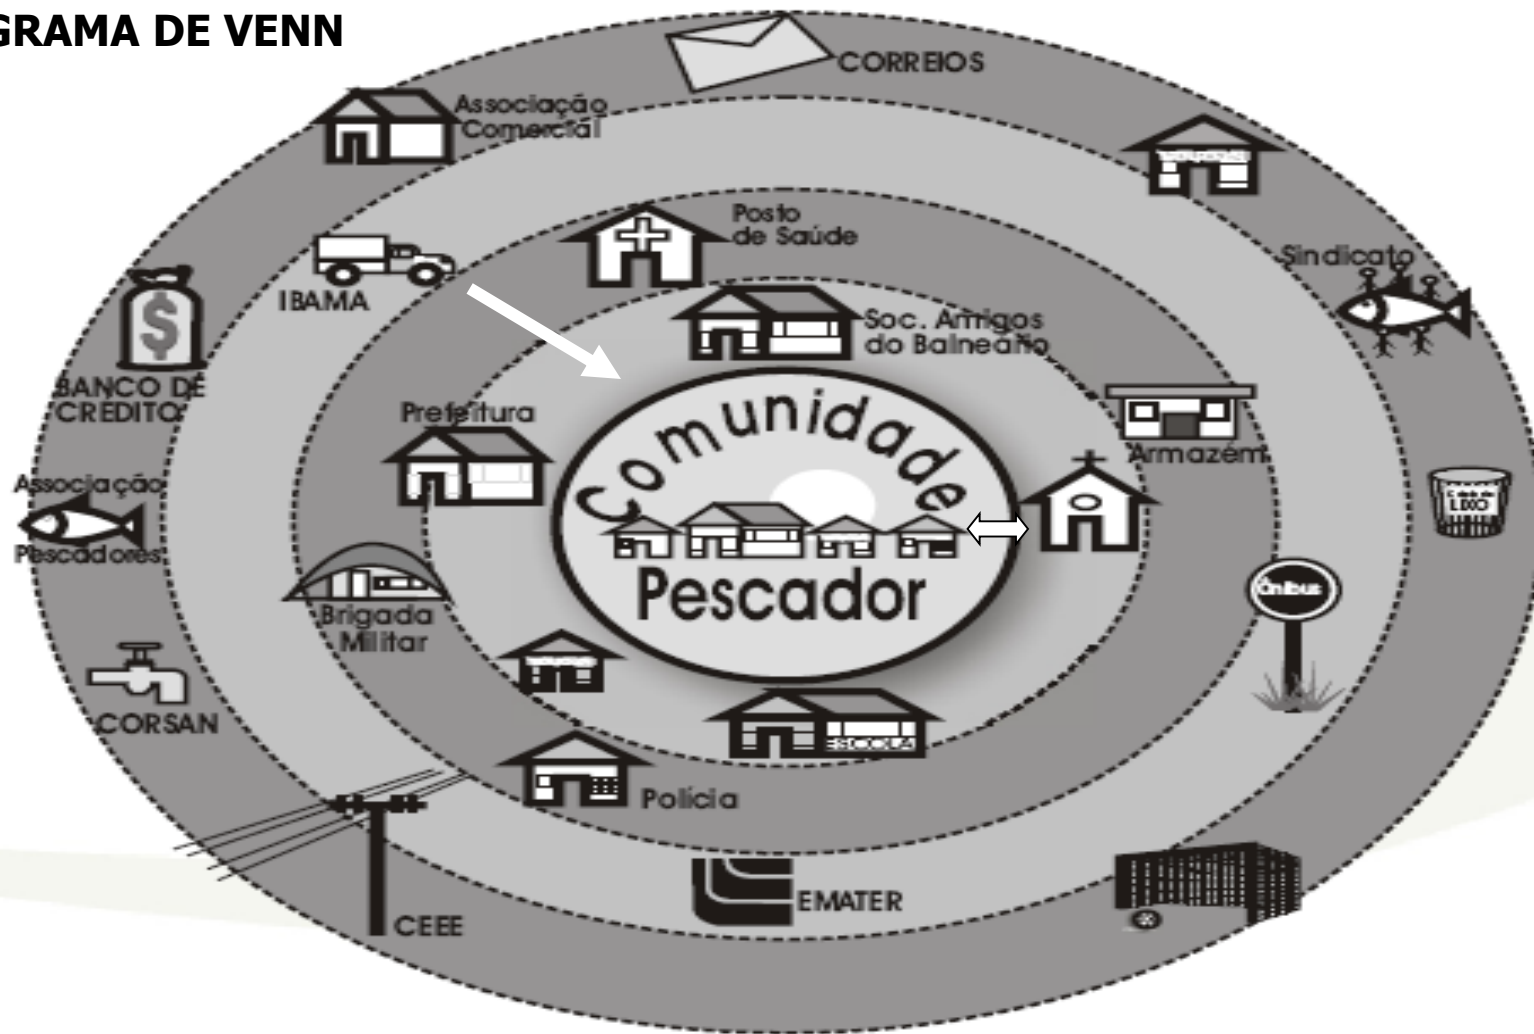 GRAMA DE VENN
CORREIOS
Associação
Comercial
Posto
de Saúde
Sindicato
IBAMA
Soc. Amigos
do Balneário
BANCO DE
CREDITO
Prefeitura
Comunidade
Armazém
Associação
Pescadores
LIXO
Pescador
Ônibus
Brigada
Militar
CORSAN
ESCOLA
Polícia
EMATER
CEEE